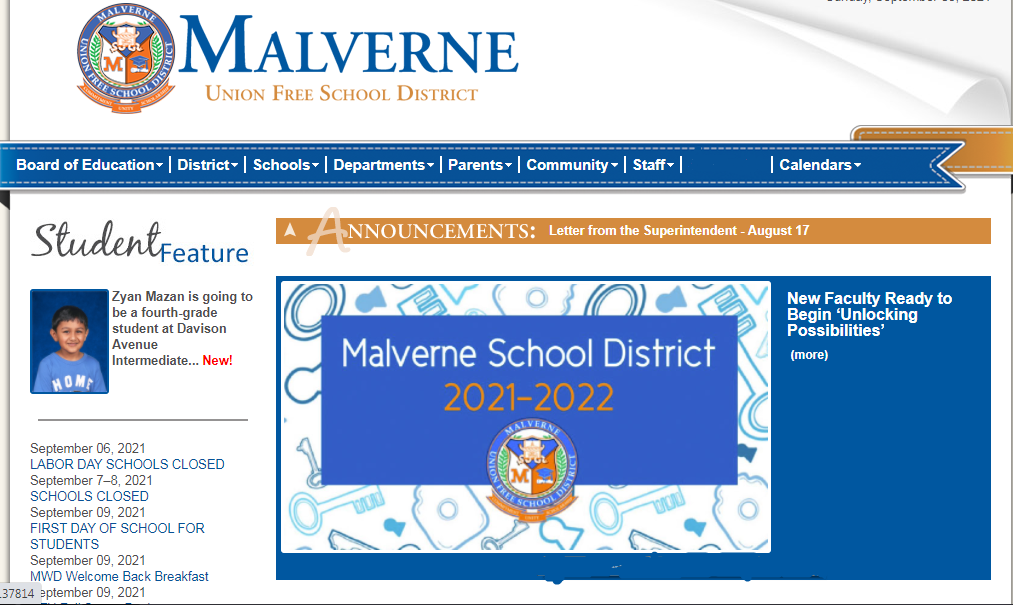 MALVERNE
UNION FREE SCHOOL DISTRICT
MALVERNE
UNION FREE SCHOOL DISTRICT
M
Board of Education
District
Schools
Departments
Parents
Community
Staff
Calendars
Student Feature
ANNOUNCEMENTS: Letter from the Superintendent - August 17
Zyan Mazan is going to
be a fourth-grade
student at Davison
Avenue
Intermediate... New!
HOME
September 06, 2021
LABOR DAY SCHOOLS CLOSED
September 7–8, 2021
SCHOOLS CLOSED
September 09, 2021
FIRST DAY OF SCHOOL FOR
STUDENTS
September 09, 2021
MWD Welcome Back Breakfast
137814 eptember 09, 2021
Malverne School District
2021-2022
MALVERNE
UNION FREE SCHOOL DISTRICT
M
New Faculty Ready to
Begin ‘Unlocking
Possibilities’
(more)